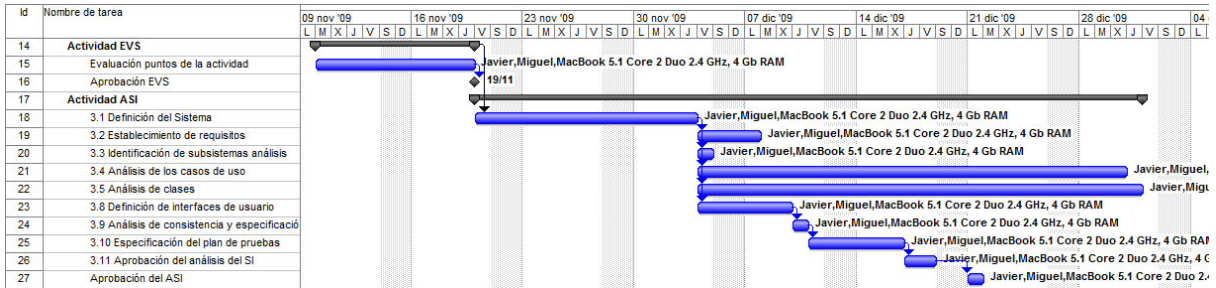 Id Nombre de tarea 09 nov '09 16 nov '09 23 nov '09 30 nov '09 07 dic '09 14 dic '09 21 dic '09 28 dic '09 04
L M X J V S D L M X J V S D L M X J V S D L M X J V S D L M X J V S D L M X J V S D L M X J V S D L M X J V S D L M
14 Actividad EVS
15 Evaluación puntos de la actividad Javier,Miguel,MacBook 5.1 Core 2 Duo 2.4 GHz, 4 Gb RAM
16 Aprobación EVS 19/11
17 Actividad ASI
18 3.1 Definición del Sistema Javier,Miguel,MacBook 5.1 Core 2 Duo 2.4 GHz, 4 Gb RAM
19 3.2 Establecimiento de requisitos Javier,Miguel,MacBook 5.1 Core 2 Duo 2.4 GHz, 4 Gb RAM
20 3.3 Identificación de subsistemas análisis Javier,Miguel,MacBook 5.1 Core 2 Duo 2.4 GHz, 4 Gb RAM
21 3.4 Análisis de los casos de uso Javier,Miguel,
22 3.5 Análisis de clases Javier,Migu
23 3.8 Definición de interfaces de usuario Javier,Miguel,MacBook 5.1 Core 2 Duo 2.4 GHz, 4 Gb RAM
24 3.9 Análisis de consistencia y especificació Javier,Miguel,MacBook 5.1 Core 2 Duo 2.4 GHz, 4 Gb RAM
25 3.10 Especificación del plan de pruebas Javier,Miguel,MacBook 5.1 Core 2 Duo 2.4 GHz, 4 Gb RAM
26 3.11 Aprobación del análisis del SI Javier,Miguel,MacBook 5.1 Core 2 Duo 2.4 GHz, 4 G
27 Aprobación del ASI Javier,Miguel,MacBook 5.1 Core 2 Duo 2.4